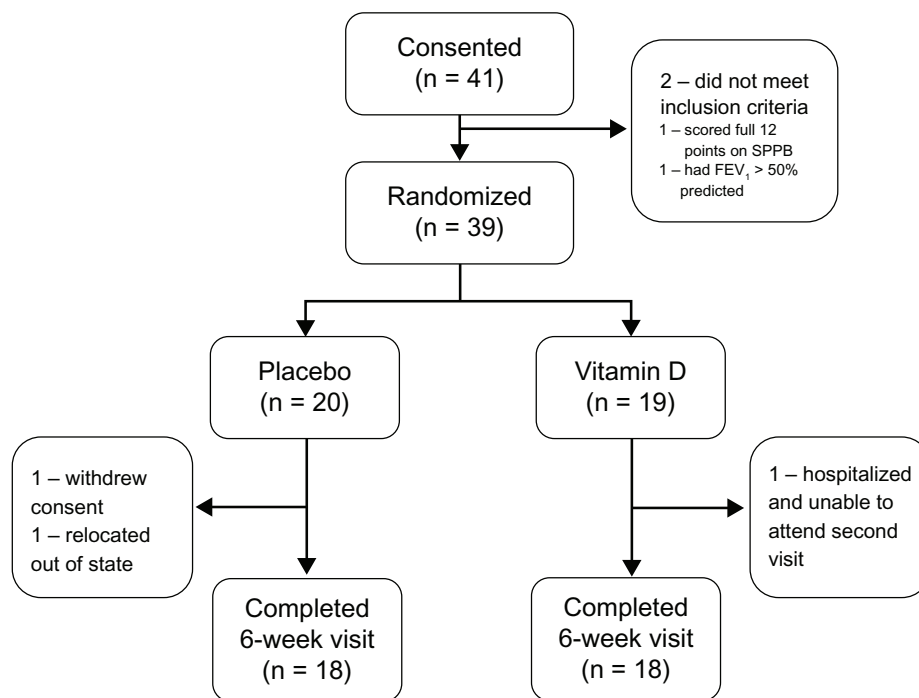 Consented
(n = 41)
2 – did not meet
inclusion criteria
1 – scored full 12
points on SPPB
1 – had FEV₁ > 50%
predicted
Randomized
(n = 39)
Placebo
(n = 20)
Vitamin D
(n = 19)
1 – withdrew
consent
1 – relocated
out of state
1 – hospitalized
and unable to
attend second
visit
Completed
6-week visit
(n = 18)
Completed
6-week visit
(n = 18)